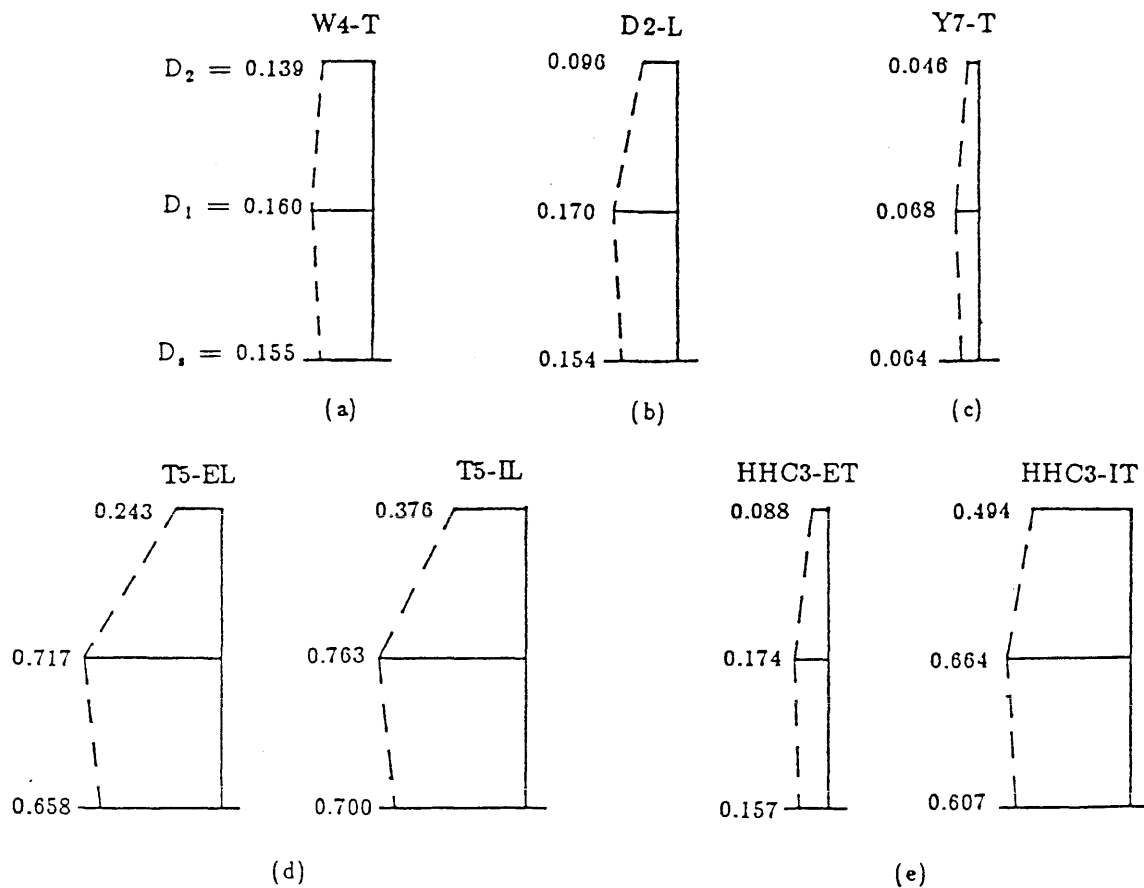 W4-T D2-L Y7-T
D₂ = 0.139 0.096 0.046
D₁ = 0.160 0.170 0.068
Dₛ = 0.155 0.154 0.064
(a) (b) (c)
T5-EL T5-IL HHC3-ET HHC3-IT
0.243 0.376 0.088 0.494
0.717 0.763 0.174 0.664
0.658 0.700 0.157 0.607
(d) (e)